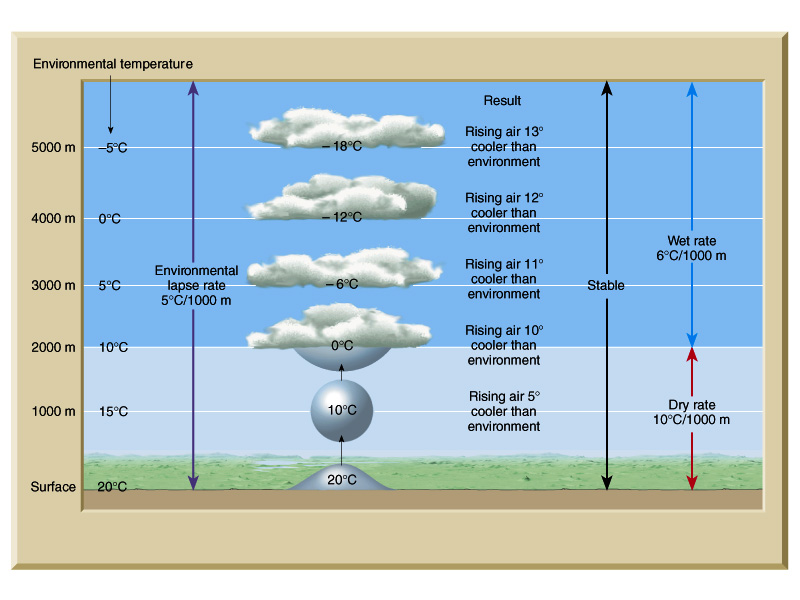 Environmental temperature
Result
5000 m
–5°C
–18°C
Rising air 13°
cooler than
environment
4000 m
0°C
–12°C
Rising air 12°
cooler than
environment
Wet rate
6°C/1000 m
Environmental
lapse rate
5°C/1000 m
3000 m
5°C
–6°C
Rising air 11°
cooler than
environment
Stable
2000 m
10°C
0°C
Rising air 10°
cooler than
environment
1000 m
15°C
10°C
Rising air 5°
cooler than
environment
Dry rate
10°C/1000 m
Surface
20°C
20°C